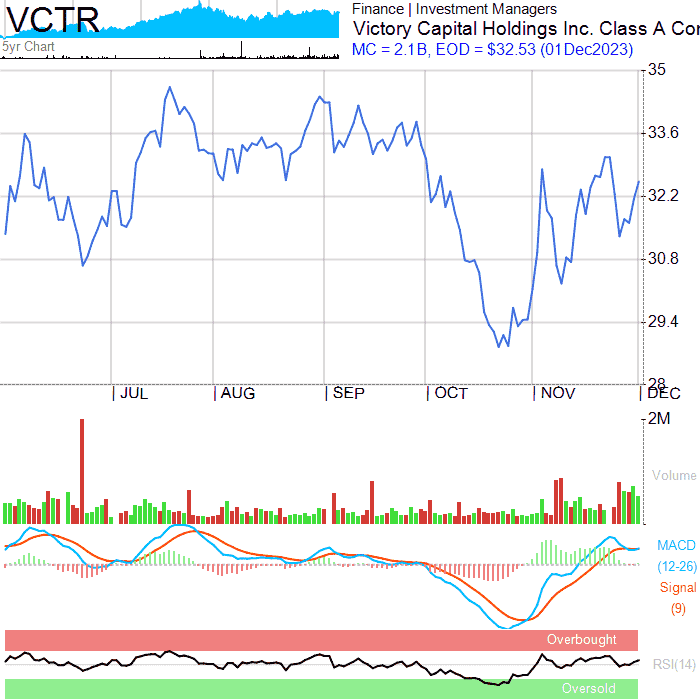 VCTR
5yr Chart
Finance | Investment Managers
Victory Capital Holdings Inc. Class A Cor
MC = 2.1B, EOD = $32.53 (01Dec2023)
35
33.6
32.2
30.8
29.4
28
JUL AUG SEP OCT NOV DEC
2M
Volume
MACD
(12-26)
Signal
(9)
Overbought
RSI(14)
Oversold